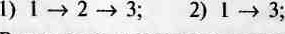 1) 1 → 2 → 3; 2) 1 → 3;